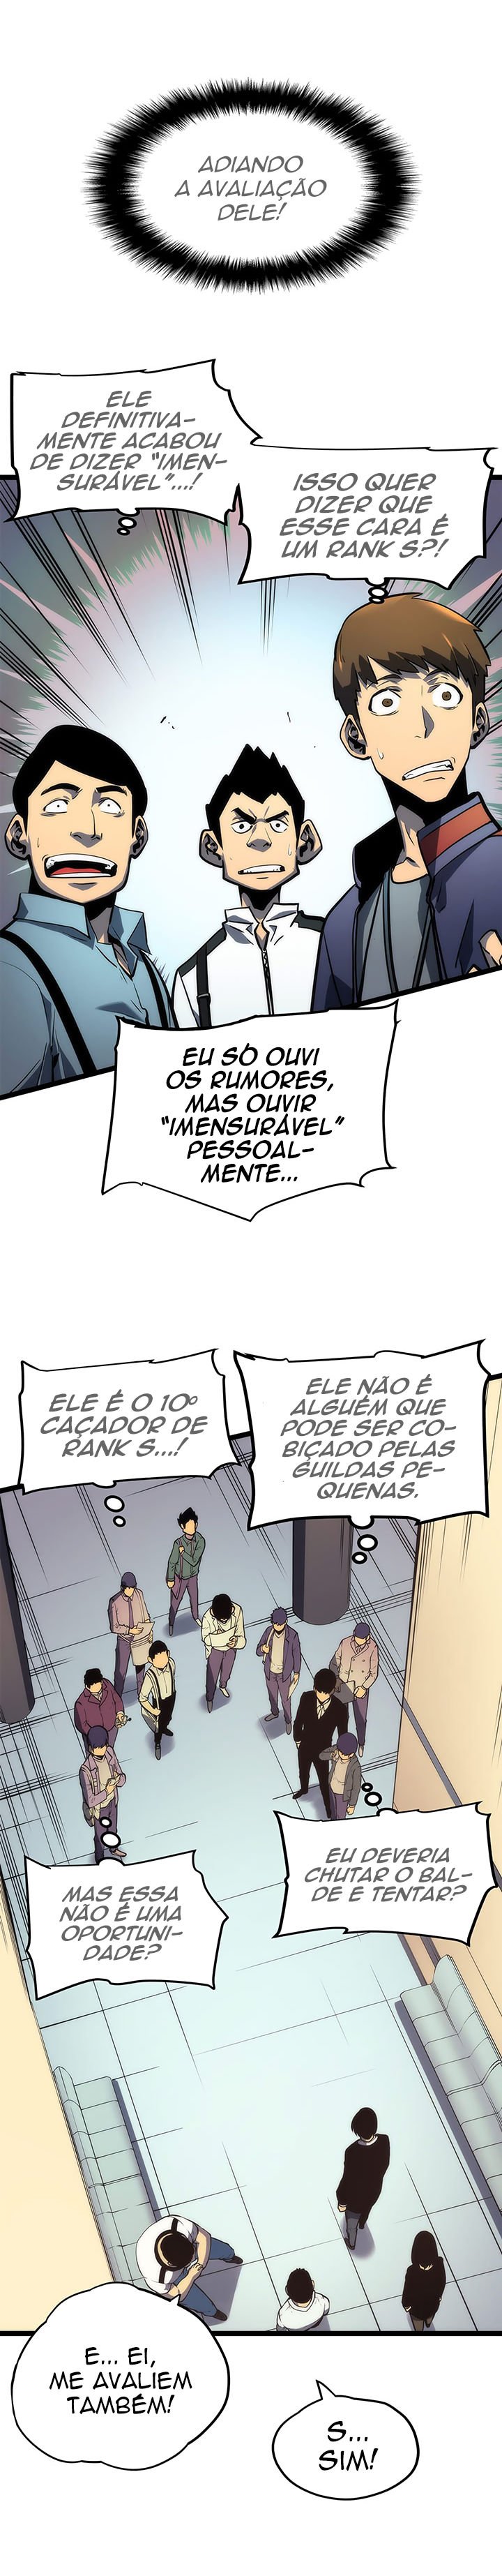 ADIANDO
A AVALIAÇÃO
DELE!
ELE
DEFINITIVA-
MENTE ACABOU
DE DIZER "IMEN-
SURÁVEL"...!
ISSO QUER
DIZER QUE
ESSE CARA É
UM RANK S?!
EU SÓ OUVI
OS RUMORES,
MAS OUVIR
"IMENSURÁVEL"
PESSOAL-
MENTE...
ELE É O 10º
CAÇADOR DE
RANK S...!
ELE NÃO É
ALGUÉM QUE
PODE SER CO-
BIÇADO PELAS
GUILDAS PE-
QUENAS.
MAS ESSA
NÃO É UMA
OPORTUNI-
DADE?
EU DEVERIA
CHUTAR O BAL-
DE E TENTAR?
E... EI,
ME AVALIEM
TAMBÉM!
S...
SIM!